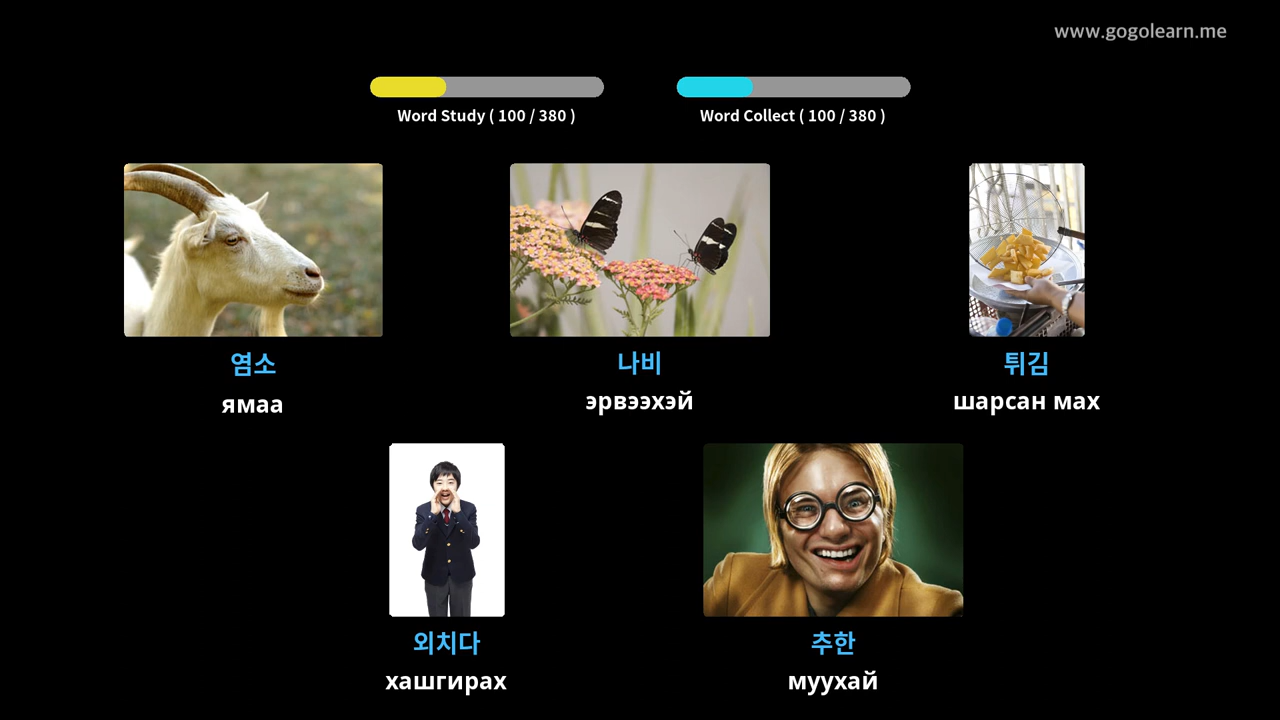 www.gogolearn.me
Word Study ( 100 / 380 )
Word Collect ( 100 / 380 )
염소
나비
튀김
ямаа
эрвээхэй
шарсан мах
외치다
추한
хашгирах
муухай